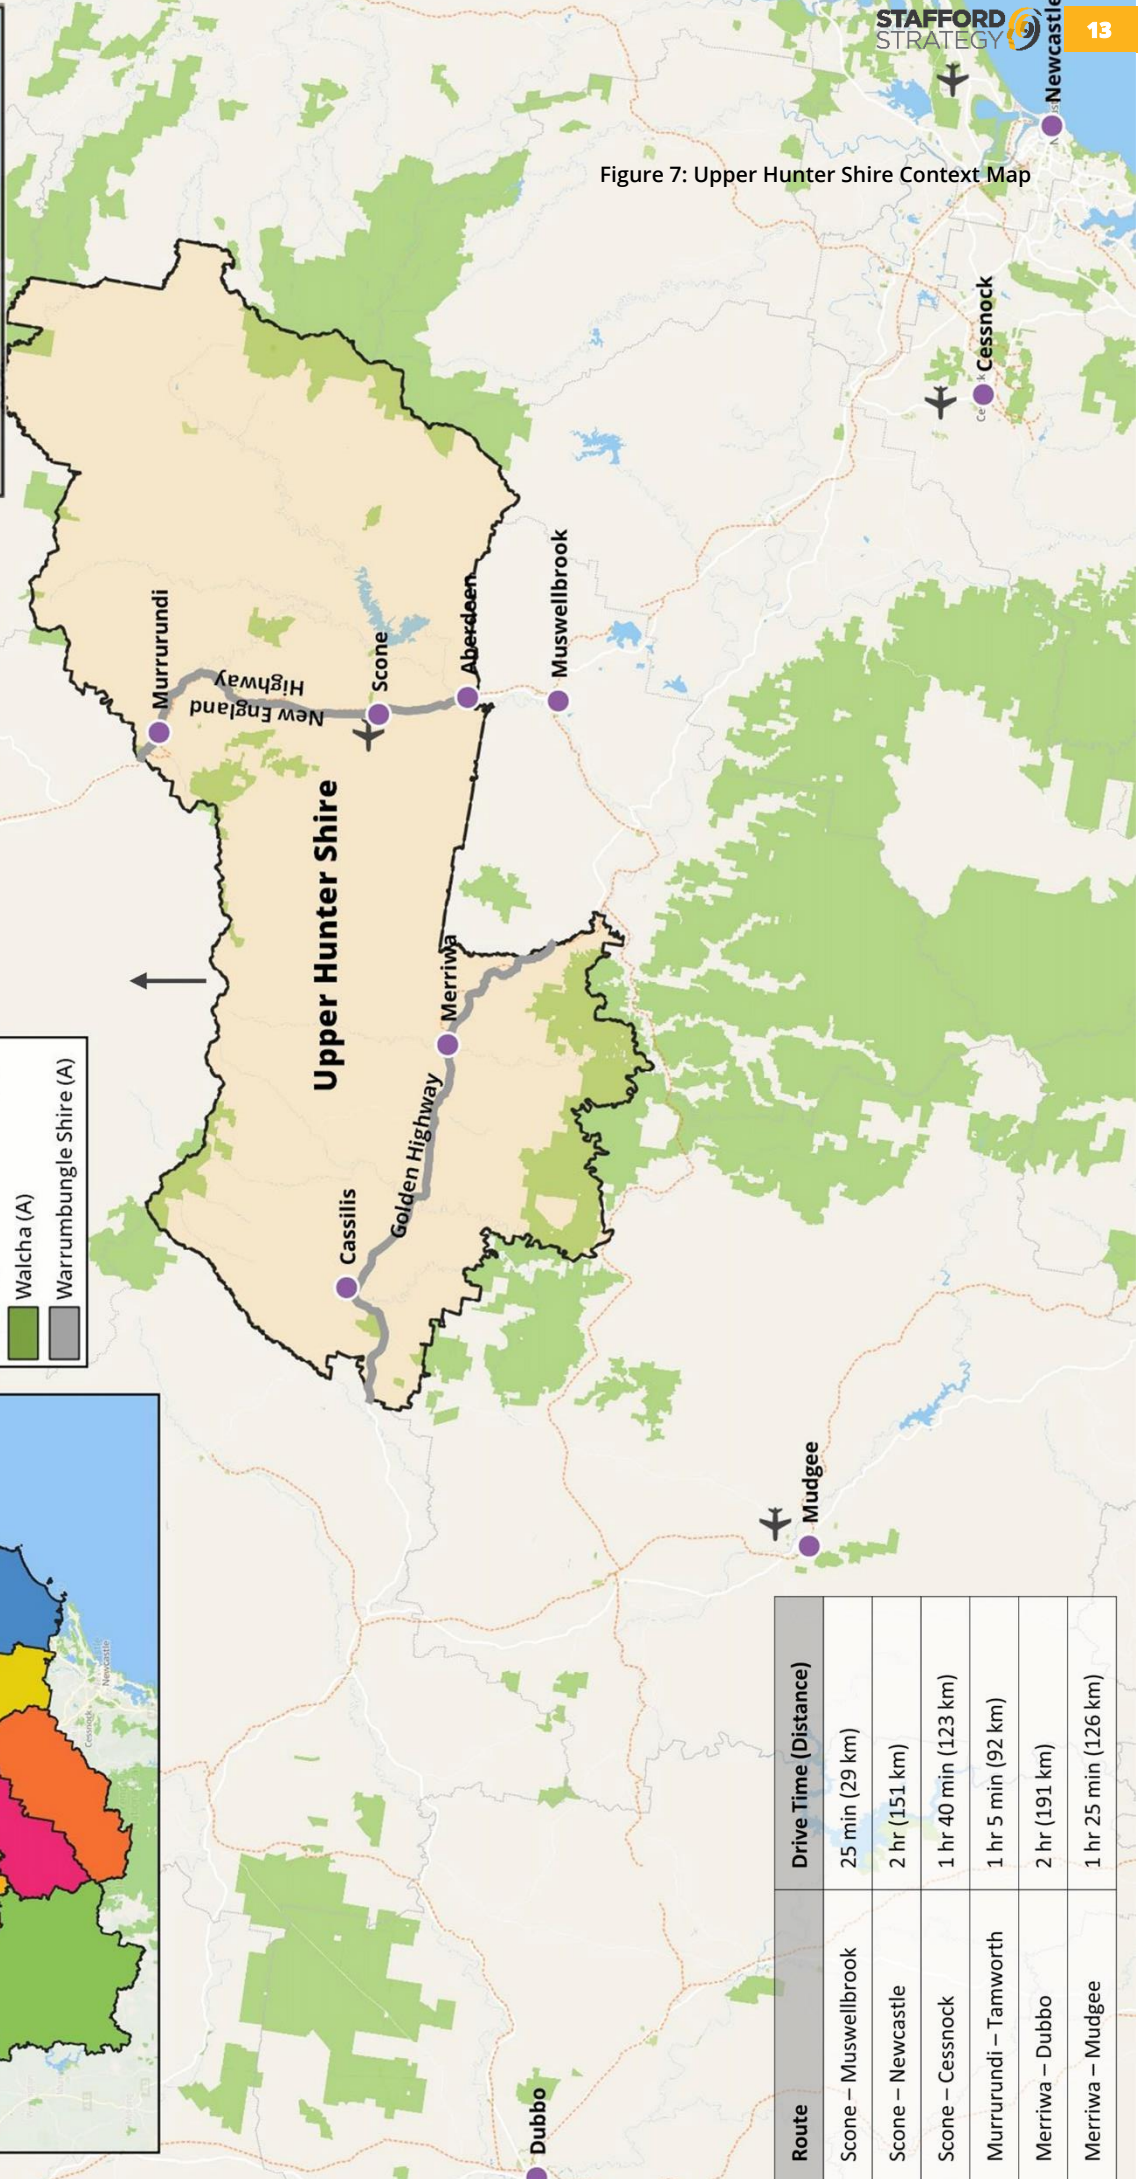 STAFFORD
STRATEGY
13
Figure 7: Upper Hunter Shire Context Map
Walcha (A)
Warrumbungle Shire (A)
Newcastle
Cessnock
Murrurundi
New England
Highway
Scone
Aberdeen
Muswellbrook
Upper Hunter Shire
Merriwa
Golden Highway
Cassilis
Mudgee
Dubbo
Newcastle
Cessnock
Route Drive Time (Distance)
Scone – Muswellbrook 25 min (29 km)
Scone – Newcastle 2 hr (151 km)
Scone – Cessnock 1 hr 40 min (123 km)
Murrurundi – Tamworth 1 hr 5 min (92 km)
Merriwa – Dubbo 2 hr (191 km)
Merriwa – Mudgee 1 hr 25 min (126 km)